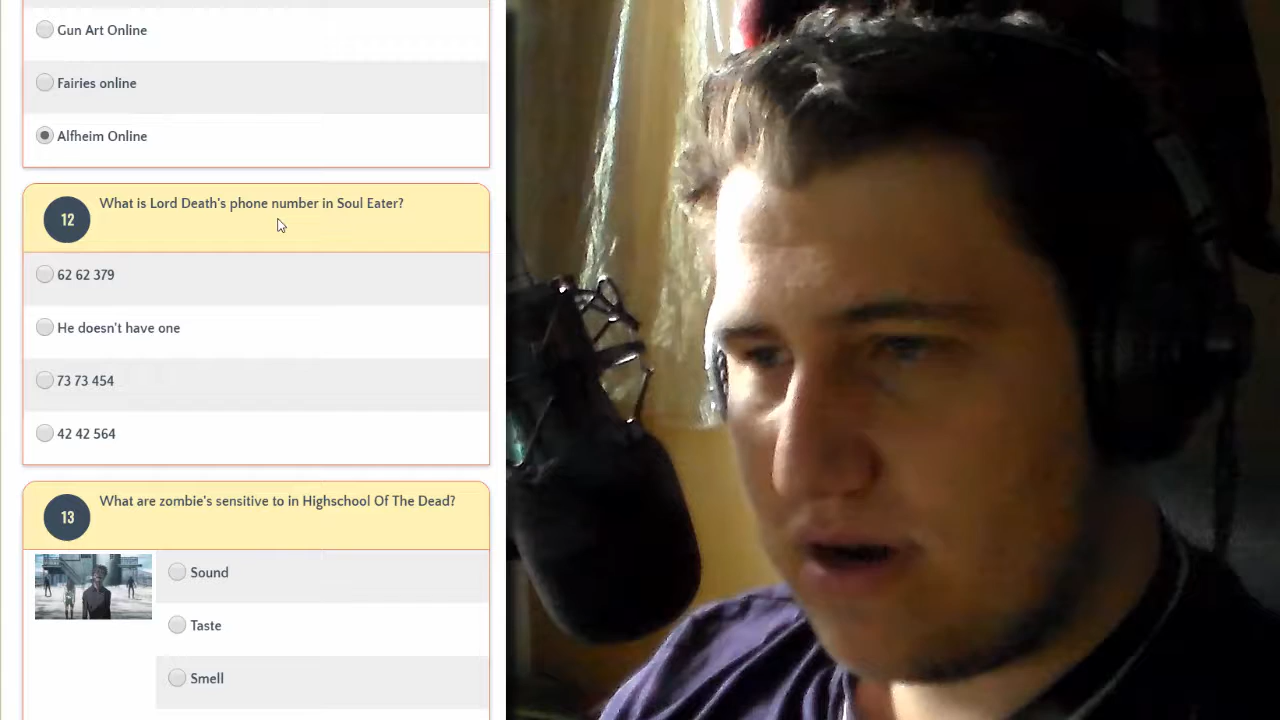 Gun Art Online
Fairies online
Alfheim Online
12
What is Lord Death's phone number in Soul Eater?
62 62 379
He doesn't have one
73 73 454
42 42 564
13
What are zombie's sensitive to in Highschool Of The Dead?
Sound
Taste
Smell